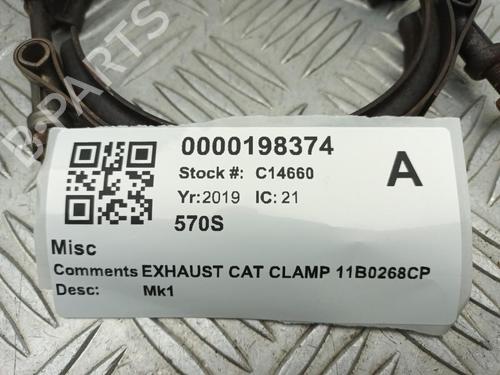 B-PARTS
0000198374
Stock #: C14660
A
Yr:2019 IC: 21
570S
Misc
Comments EXHAUST CAT CLAMP 11B0268CP
Desc: Mk1